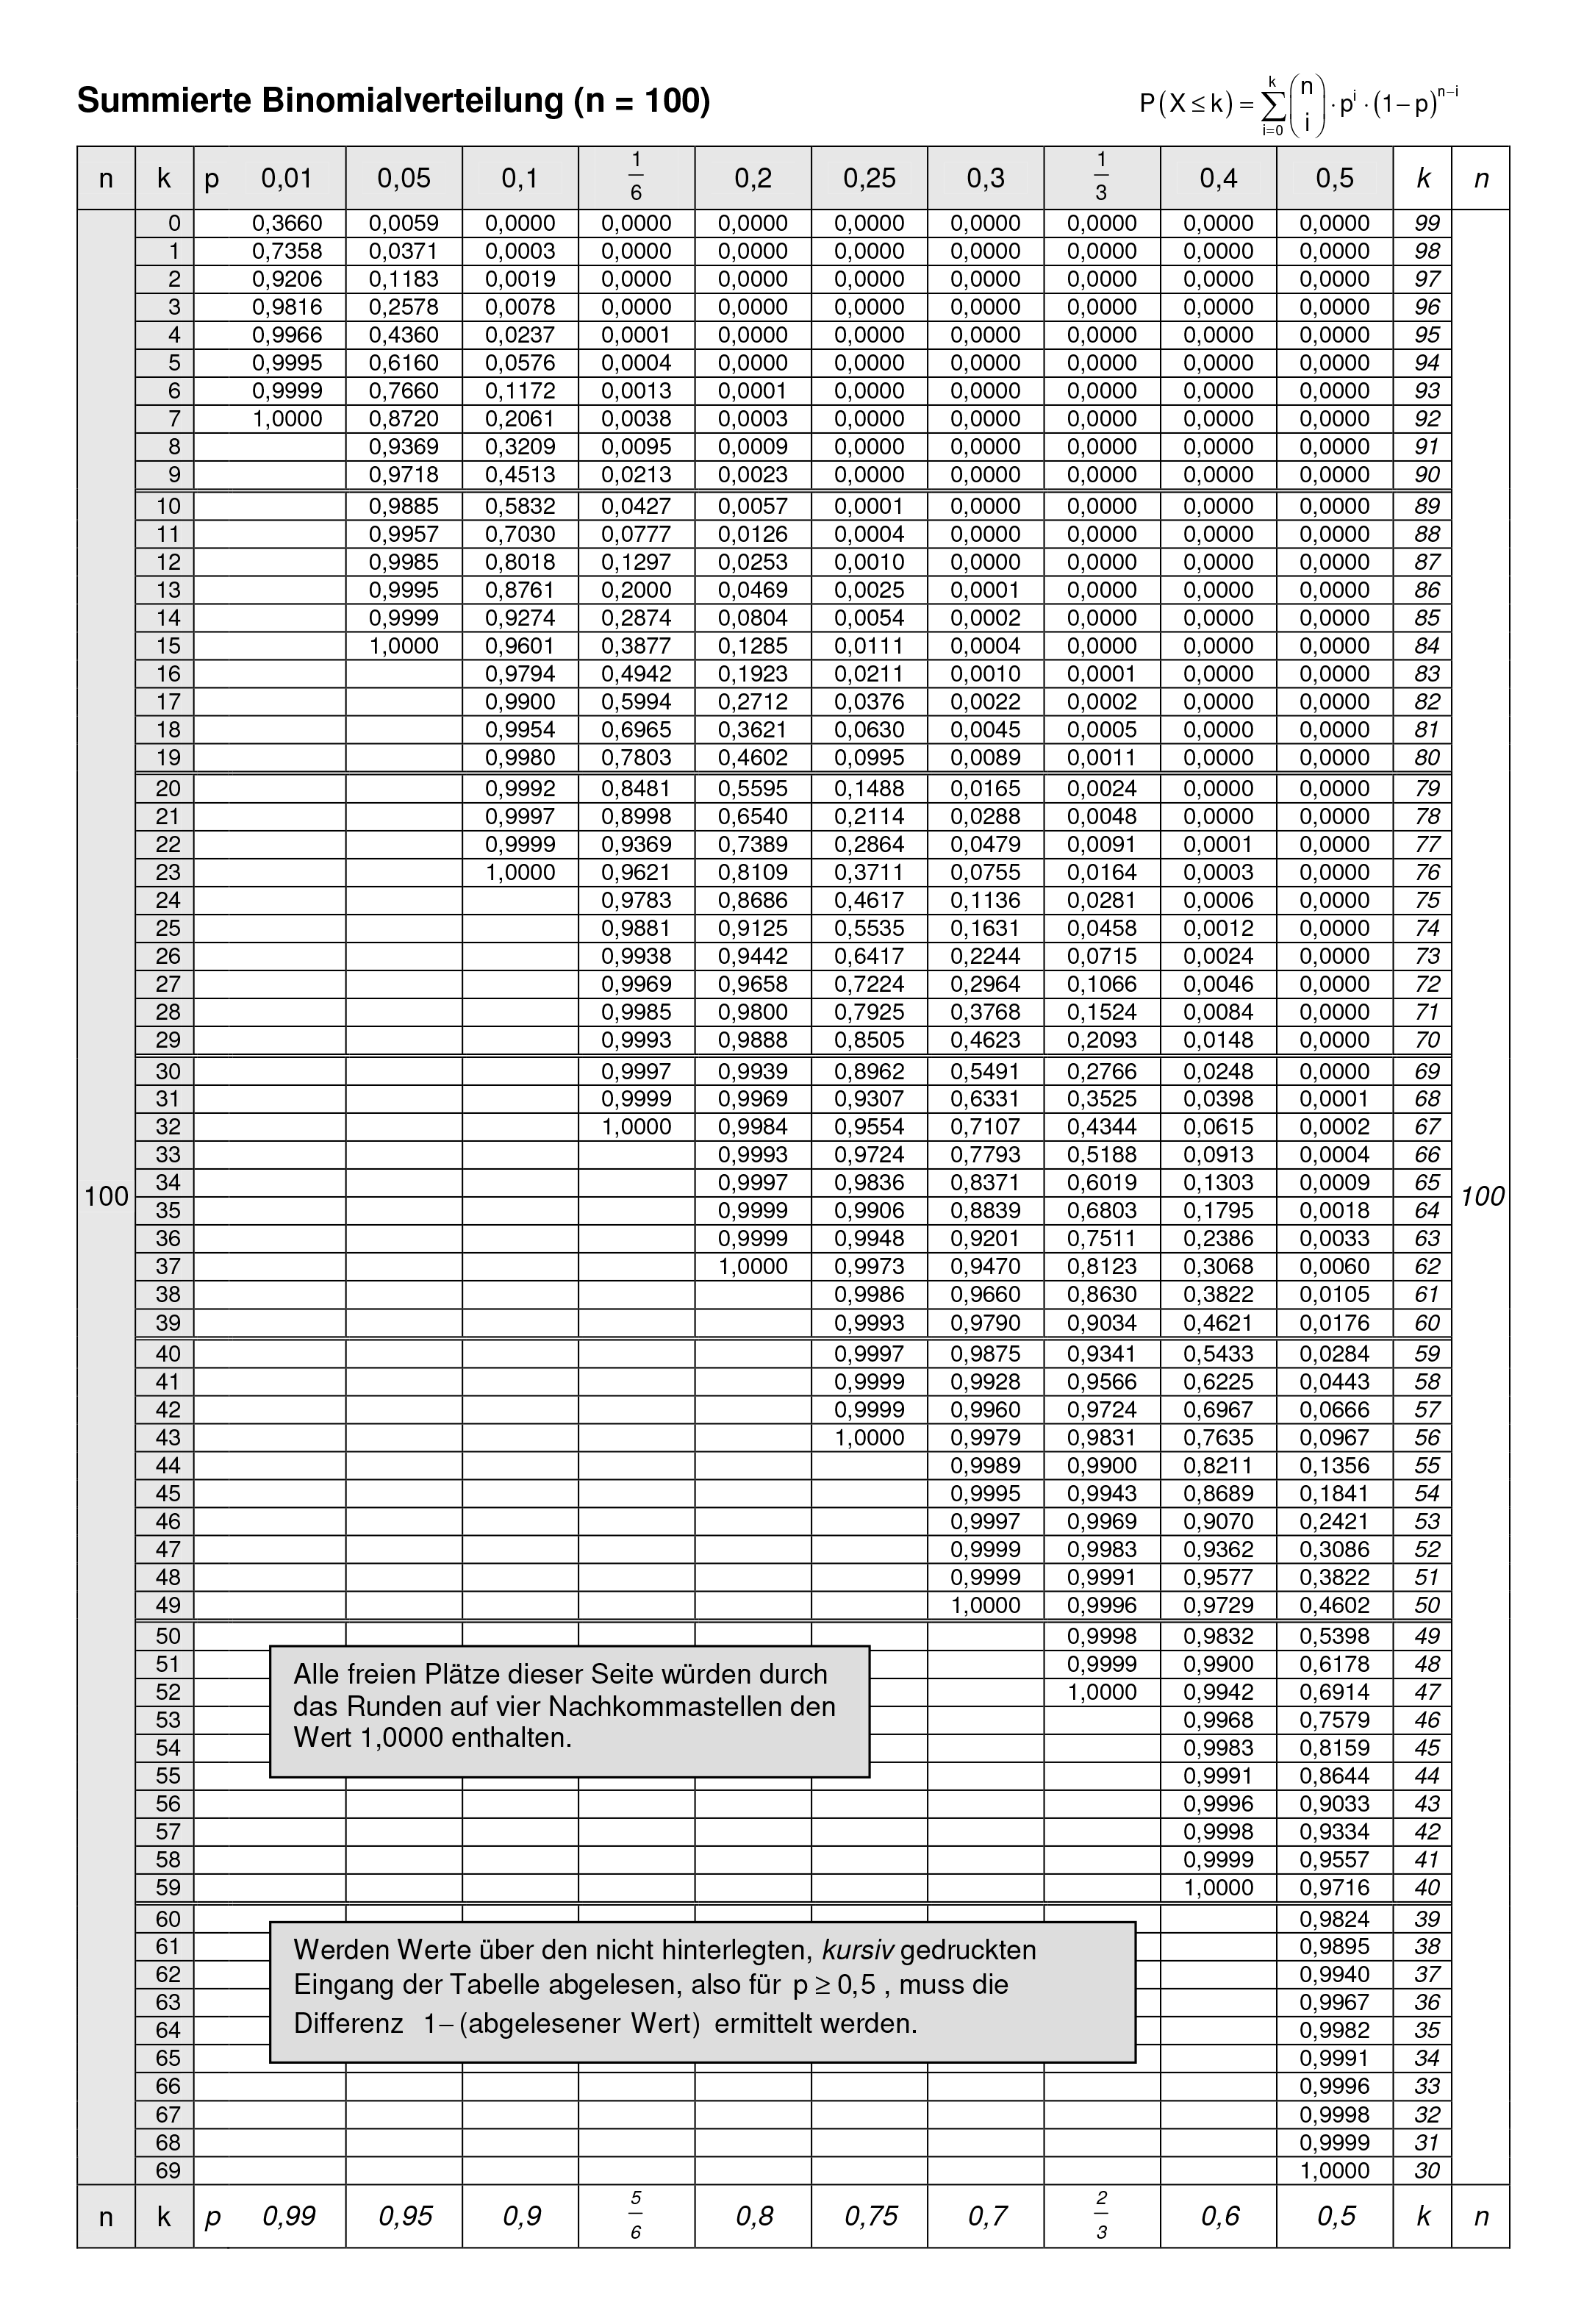 Summierte Binomialverteilung (n = 100)
P(X ≤ k) = ∑_{i=0}^{k} (n über i) · p^i · (1−p)^{n−i}
n k p 0,01 0,05 0,1 1/6 0,2 0,25 0,3 1/3 0,4 0,5 k n
0 0,3660 0,0059 0,0000 0,0000 0,0000 0,0000 0,0000 0,0000 0,0000 0,0000 99
1 0,7358 0,0371 0,0003 0,0000 0,0000 0,0000 0,0000 0,0000 0,0000 0,0000 98
2 0,9206 0,1183 0,0019 0,0000 0,0000 0,0000 0,0000 0,0000 0,0000 0,0000 97
3 0,9816 0,2578 0,0078 0,0000 0,0000 0,0000 0,0000 0,0000 0,0000 0,0000 96
4 0,9966 0,4360 0,0237 0,0001 0,0000 0,0000 0,0000 0,0000 0,0000 0,0000 95
5 0,9995 0,6160 0,0576 0,0004 0,0000 0,0000 0,0000 0,0000 0,0000 0,0000 94
6 0,9999 0,7660 0,1172 0,0013 0,0001 0,0000 0,0000 0,0000 0,0000 0,0000 93
7 1,0000 0,8720 0,2061 0,0038 0,0003 0,0000 0,0000 0,0000 0,0000 0,0000 92
8 0,9369 0,3209 0,0095 0,0009 0,0000 0,0000 0,0000 0,0000 0,0000 91
9 0,9718 0,4513 0,0213 0,0023 0,0000 0,0000 0,0000 0,0000 0,0000 90
10 0,9885 0,5832 0,0427 0,0057 0,0001 0,0000 0,0000 0,0000 0,0000 89
11 0,9957 0,7030 0,0777 0,0126 0,0004 0,0000 0,0000 0,0000 0,0000 88
12 0,9985 0,8018 0,1297 0,0253 0,0010 0,0000 0,0000 0,0000 0,0000 87
13 0,9995 0,8761 0,2000 0,0469 0,0025 0,0001 0,0000 0,0000 0,0000 86
14 0,9999 0,9274 0,2874 0,0804 0,0054 0,0002 0,0000 0,0000 0,0000 85
15 1,0000 0,9601 0,3877 0,1285 0,0111 0,0004 0,0000 0,0000 0,0000 84
16 0,9794 0,4942 0,1923 0,0211 0,0010 0,0001 0,0000 0,0000 83
17 0,9900 0,5994 0,2712 0,0376 0,0022 0,0002 0,0000 0,0000 82
18 0,9954 0,6965 0,3621 0,0630 0,0045 0,0005 0,0000 0,0000 81
19 0,9980 0,7803 0,4602 0,0995 0,0089 0,0011 0,0000 0,0000 80
20 0,9992 0,8481 0,5595 0,1488 0,0165 0,0024 0,0000 0,0000 79
21 0,9997 0,8998 0,6540 0,2114 0,0288 0,0048 0,0000 0,0000 78
22 0,9999 0,9369 0,7389 0,2864 0,0479 0,0091 0,0001 0,0000 77
23 1,0000 0,9621 0,8109 0,3711 0,0755 0,0164 0,0003 0,0000 76
24 0,9783 0,8686 0,4617 0,1136 0,0281 0,0006 0,0000 75
25 0,9881 0,9125 0,5535 0,1631 0,0458 0,0012 0,0000 74
26 0,9938 0,9442 0,6417 0,2244 0,0715 0,0024 0,0000 73
27 0,9969 0,9658 0,7224 0,2964 0,1066 0,0046 0,0000 72
28 0,9985 0,9800 0,7925 0,3768 0,1524 0,0084 0,0000 71
29 0,9993 0,9888 0,8505 0,4623 0,2093 0,0148 0,0000 70
30 0,9997 0,9939 0,8962 0,5491 0,2766 0,0248 0,0000 69
31 0,9999 0,9969 0,9307 0,6331 0,3525 0,0398 0,0001 68
32 1,0000 0,9984 0,9554 0,7107 0,4344 0,0615 0,0002 67
33 0,9993 0,9724 0,7793 0,5188 0,0913 0,0004 66
34 0,9997 0,9836 0,8371 0,6019 0,1303 0,0009 65
100 100
35 0,9999 0,9906 0,8839 0,6803 0,1795 0,0018 64
36 0,9999 0,9948 0,9201 0,7511 0,2386 0,0033 63
37 1,0000 0,9973 0,9470 0,8123 0,3068 0,0060 62
38 0,9986 0,9660 0,8630 0,3822 0,0105 61
39 0,9993 0,9790 0,9034 0,4621 0,0176 60
40 0,9997 0,9875 0,9341 0,5433 0,0284 59
41 0,9999 0,9928 0,9566 0,6225 0,0443 58
42 0,9999 0,9960 0,9724 0,6967 0,0666 57
43 1,0000 0,9979 0,9831 0,7635 0,0967 56
44 0,9989 0,9900 0,8211 0,1356 55
45 0,9995 0,9943 0,8689 0,1841 54
46 0,9997 0,9969 0,9070 0,2421 53
47 0,9999 0,9983 0,9362 0,3086 52
48 0,9999 0,9991 0,9577 0,3822 51
49 1,0000 0,9996 0,9729 0,4602 50
50 0,9998 0,9832 0,5398 49
51 0,9999 0,9900 0,6178 48
52 1,0000 0,9942 0,6914 47
53 0,9968 0,7579 46
54 0,9983 0,8159 45
55 0,9991 0,8644 44
56 0,9996 0,9033 43
57 0,9998 0,9334 42
58 0,9999 0,9557 41
59 1,0000 0,9716 40
60 0,9824 39
61 0,9895 38
62 0,9940 37
63 0,9967 36
64 0,9982 35
65 0,9991 34
66 0,9996 33
67 0,9998 32
68 0,9999 31
69 1,0000 30
Alle freien Plätze dieser Seite würden durch
das Runden auf vier Nachkommastellen den
Wert 1,0000 enthalten.
Werden Werte über den nicht hinterlegten, kursiv gedruckten
Eingang der Tabelle abgelesen, also für p ≥ 0,5 , muss die
Differenz 1− (abgelesener Wert) ermittelt werden.
n k p 0,99 0,95 0,9 5/6 0,8 0,75 0,7 2/3 0,6 0,5 k n